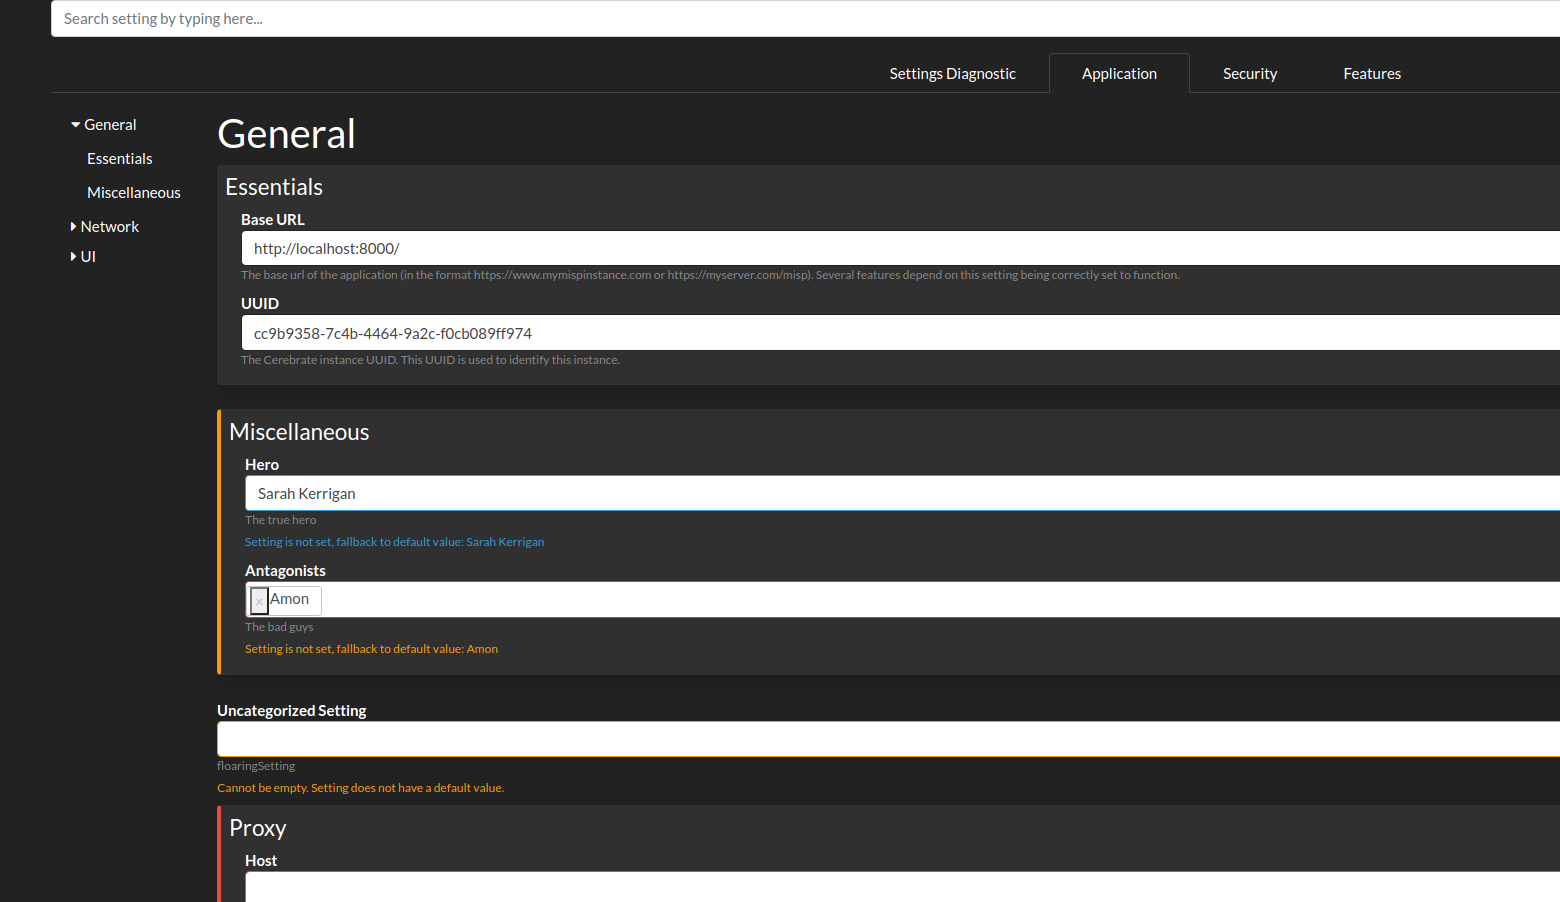 Search setting by typing here...
Settings Diagnostic
Application
Security
Features
General
Essentials
Miscellaneous
Network
UI
General
Essentials
Base URL
http://localhost:8000/
The base url of the application (in the format https://www.mymispinstance.com or https://myserver.com/misp). Several features depend on this setting being correctly set to function.
UUID
cc9b9358-7c4b-4464-9a2c-f0cb089ff974
The Cerebrate instance UUID. This UUID is used to identify this instance.
Miscellaneous
Hero
Sarah Kerrigan
The true hero
Setting is not set, fallback to default value: Sarah Kerrigan
Antagonists
× Amon
The bad guys
Setting is not set, fallback to default value: Amon
Uncategorized Setting
floaringSetting
Cannot be empty. Setting does not have a default value.
Proxy
Host